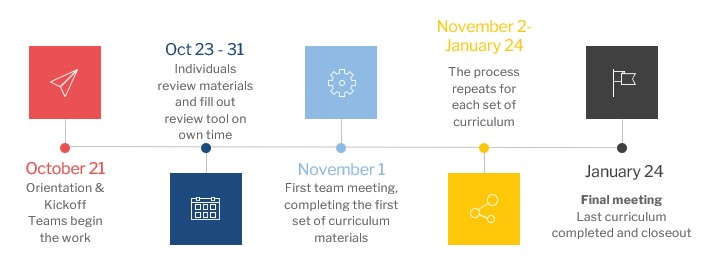 October 21
Orientation &
Kickoff
Teams begin
the work
Oct 23 - 31
Individuals
review materials
and fill out
review tool on
own time
November 1
First team meeting,
completing the first
set of curriculum
materials
November 2-
January 24
The process
repeats for
each set of
curriculum
January 24
Final meeting
Last curriculum
completed and closeout